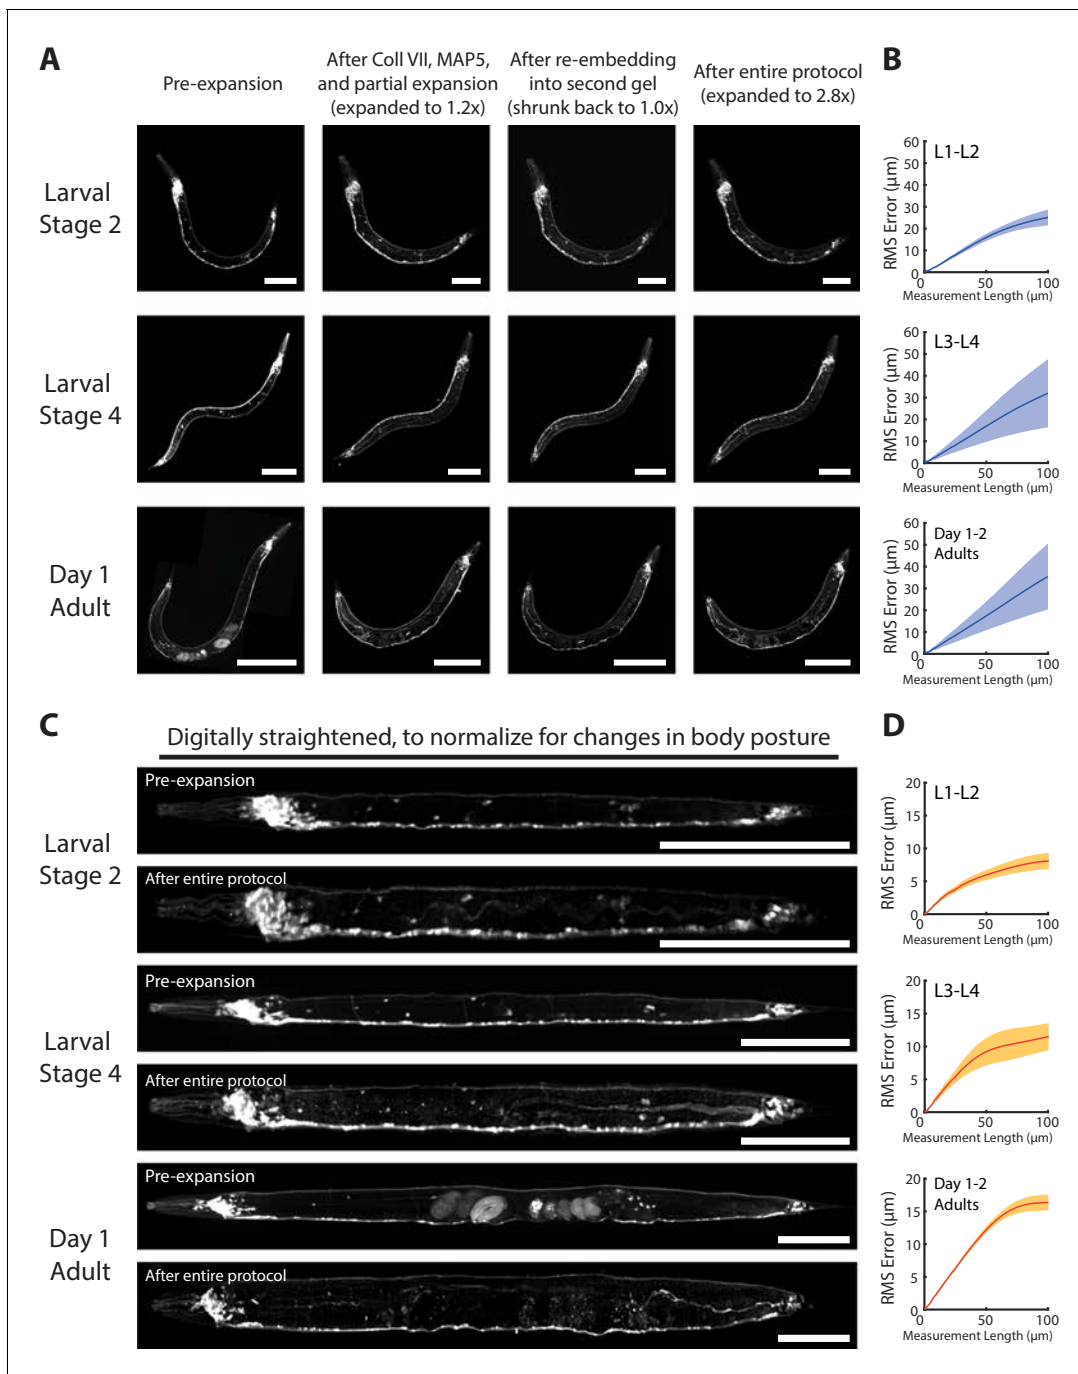 A
Pre-expansion
After Coll VII, MAP5,
and partial expansion
(expanded to 1.2x)
After re-embedding
into second gel
(shrunk back to 1.0x)
After entire protocol
(expanded to 2.8x)
B
Larval
Stage 2
Larval
Stage 4
Day 1
Adult
L1-L2
RMS Error (µm)
60
50
40
30
20
10
0
0
50
100
Measurement Length (µm)
L3-L4
RMS Error (µm)
60
50
40
30
20
10
0
0
50
100
Measurement Length (µm)
Day 1-2
Adults
RMS Error (µm)
60
50
40
30
20
10
0
0
50
100
Measurement Length (µm)
C
Digitally straightened, to normalize for changes in body posture
Larval
Stage 2
Pre-expansion
After entire protocol
Larval
Stage 4
Pre-expansion
After entire protocol
Day 1
Adult
Pre-expansion
After entire protocol
D
L1-L2
RMS Error (µm)
20
15
10
5
0
0
50
100
Measurement Length (µm)
L3-L4
RMS Error (µm)
20
15
10
5
0
0
50
100
Measurement Length (µm)
Day 1-2
Adults
RMS Error (µm)
20
15
10
5
0
0
50
100
Measurement Length (µm)